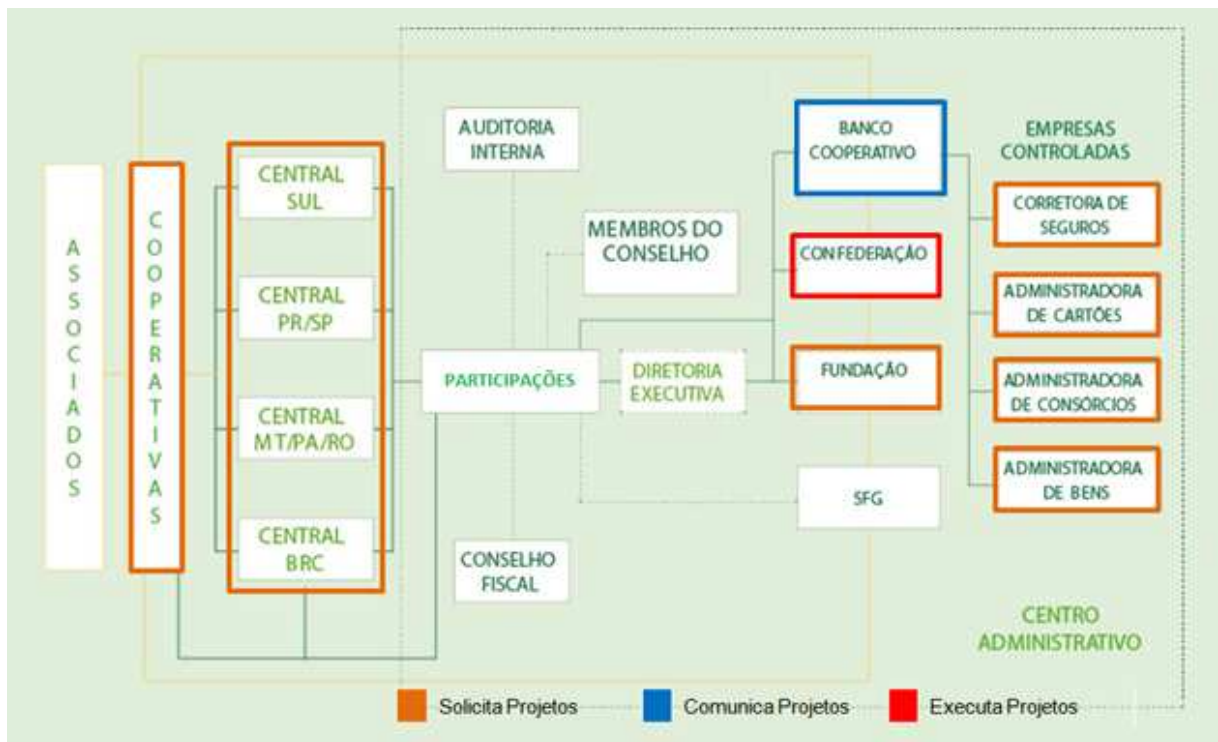 ASSOCIADOS
COOPERATIVAS
CENTRAL
SUL
CENTRAL
PR/SP
CENTRAL
MT/PA/RO
CENTRAL
BRC
AUDITORIA
INTERNA
MEMBROS DO
CONSELHO
PARTICIPAÇÕES
DIRETORIA
EXECUTIVA
CONSELHO
FISCAL
BANCO
COOPERATIVO
CONFEDERAÇÃO
FUNDAÇÃO
SFG
EMPRESAS
CONTROLADAS
CORRETORA DE
SEGUROS
ADMINISTRADORA
DE CARTÕES
ADMINISTRADORA
DE CONSÓRCIOS
ADMINISTRADORA
DE BENS
CENTRO
ADMINISTRATIVO
Solicita Projetos
Comunica Projetos
Executa Projetos